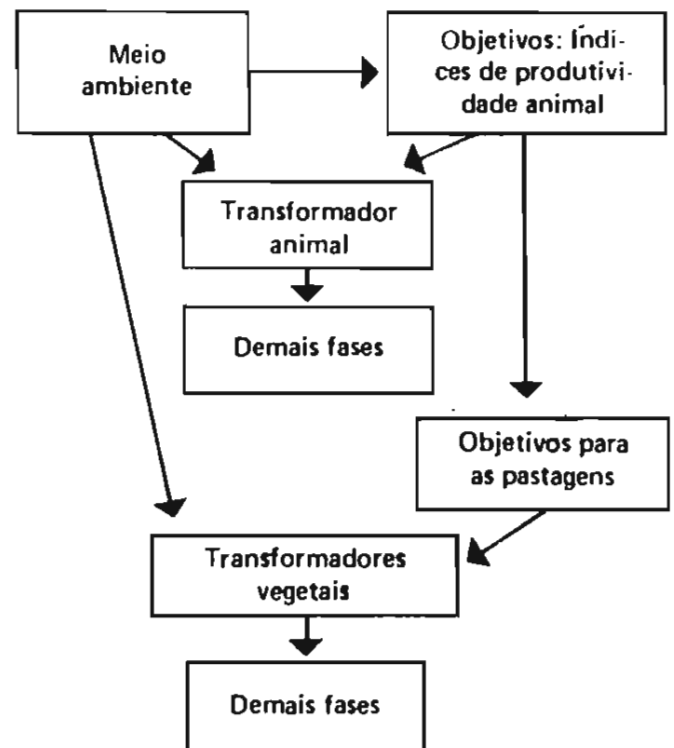 Meio
ambiente
Objetivos: Índi-
ces de produtivi-
dade animal
Transformador
animal
Demais fases
Objetivos para
as pastagens
Transformadores
vegetais
Demais fases